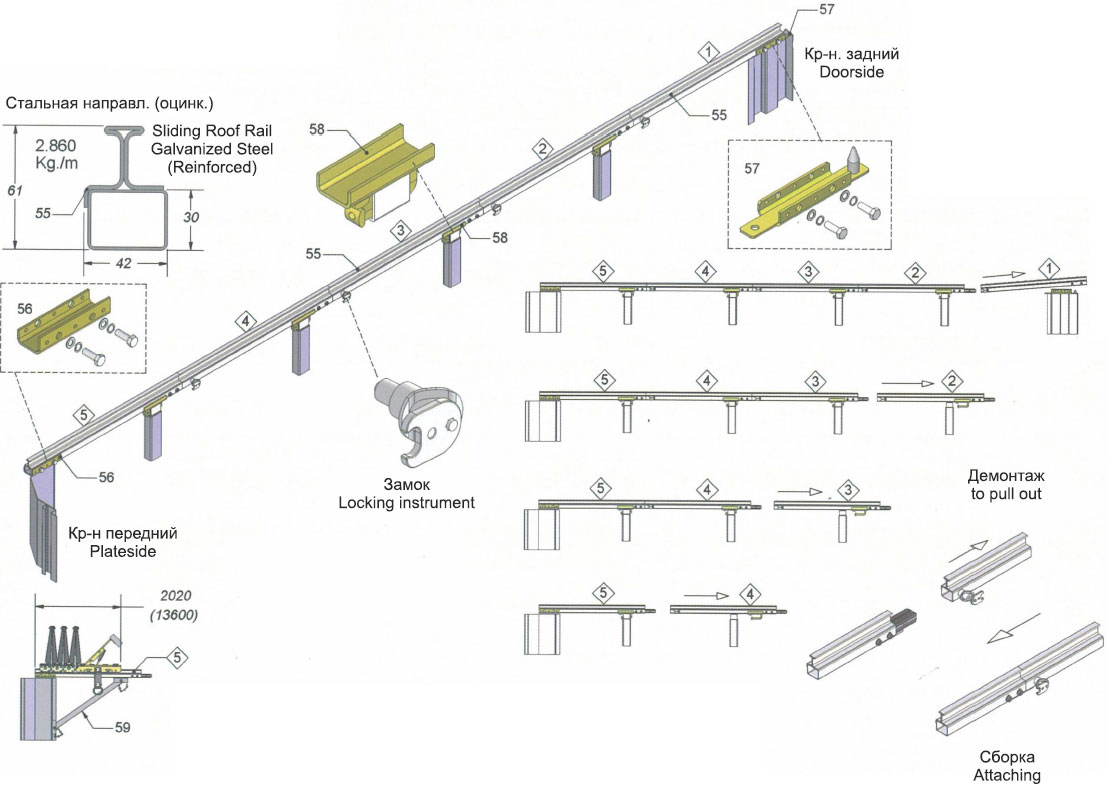 57
Кр-н. задний
Doorside
1
55
Стальная направл. (оцинк.)
Sliding Roof Rail
Galvanized Steel
(Reinforced)
2.860
Kg./m
61
55
30
42
58
2
57
3
58
55
56
4
5
4
3
2
1
5
56
Замок
Locking instrument
5
4
3
2
Кр-н передний
Plateside
5
4
3
Демонтаж
to pull out
2020
(13600)
5
59
5
4
Сборка
Attaching